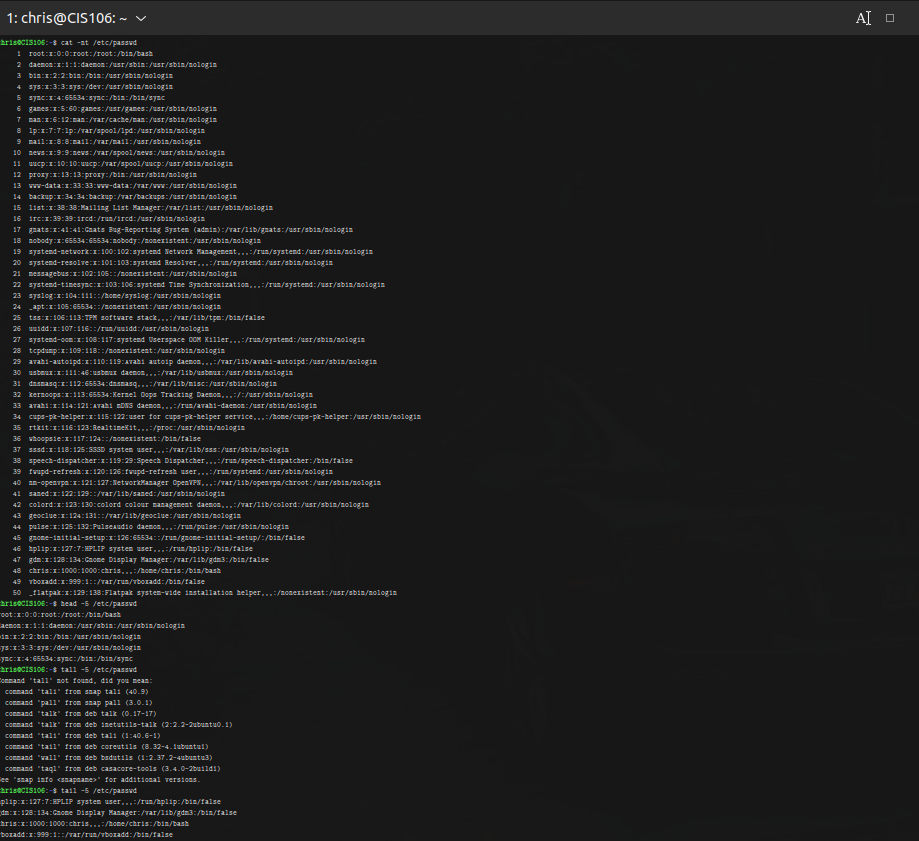 1: chris@CIS106: ~
hris@CIS106:~$ cat -nt /etc/passwd
1 root:x:0:0:root:/root:/bin/bash
2 daemon:x:1:1:daemon:/usr/sbin:/usr/sbin/nologin
3 bin:x:2:2:bin:/bin:/usr/sbin/nologin
4 sys:x:3:3:sys:/dev:/usr/sbin/nologin
5 sync:x:4:65534:sync:/bin:/bin/sync
6 games:x:5:60:games:/usr/games:/usr/sbin/nologin
7 man:x:6:12:man:/var/cache/man:/usr/sbin/nologin
8 lp:x:7:7:lp:/var/spool/lpd:/usr/sbin/nologin
9 mail:x:8:8:mail:/var/mail:/usr/sbin/nologin
10 news:x:9:9:news:/var/spool/news:/usr/sbin/nologin
11 uucp:x:10:10:uucp:/var/spool/uucp:/usr/sbin/nologin
12 proxy:x:13:13:proxy:/bin:/usr/sbin/nologin
13 www-data:x:33:33:www-data:/var/www:/usr/sbin/nologin
14 backup:x:34:34:backup:/var/backups:/usr/sbin/nologin
15 list:x:38:38:Mailing List Manager:/var/list:/usr/sbin/nologin
16 irc:x:39:39:ircd:/run/ircd:/usr/sbin/nologin
17 gnats:x:41:41:Gnats Bug-Reporting System (admin):/var/lib/gnats:/usr/sbin/nologin
18 nobody:x:65534:65534:nobody:/nonexistent:/usr/sbin/nologin
19 systemd-network:x:100:102:systemd Network Management,,,:/run/systemd:/usr/sbin/nologin
20 systemd-resolve:x:101:103:systemd Resolver,,,:/run/systemd:/usr/sbin/nologin
21 messagebus:x:102:105::/nonexistent:/usr/sbin/nologin
22 systemd-timesync:x:103:106:systemd Time Synchronization,,,:/run/systemd:/usr/sbin/nologin
23 syslog:x:104:111::/home/syslog:/usr/sbin/nologin
24 _apt:x:105:65534::/nonexistent:/usr/sbin/nologin
25 tss:x:106:113:TPM software stack,,,:/var/lib/tpm:/bin/false
26 uuidd:x:107:116::/run/uuidd:/usr/sbin/nologin
27 systemd-oom:x:108:117:systemd Userspace OOM Killer,,,:/run/systemd:/usr/sbin/nologin
28 tcpdump:x:109:118::/nonexistent:/usr/sbin/nologin
29 avahi-autoipd:x:110:119:Avahi autoip daemon,,,:/var/lib/avahi-autoipd:/usr/sbin/nologin
30 usbmux:x:111:46:usbmux daemon,,,:/var/lib/usbmux:/usr/sbin/nologin
31 dnsmasq:x:112:65534:dnsmasq,,,:/var/lib/misc:/usr/sbin/nologin
32 kernoops:x:113:65534:Kernel Oops Tracking Daemon,,,:/:/usr/sbin/nologin
33 avahi:x:114:121:Avahi mDNS daemon,,,:/run/avahi-daemon:/usr/sbin/nologin
34 cups-pk-helper:x:115:122:user for cups-pk-helper service,,,:/home/cups-pk-helper:/usr/sbin/nologin
35 rtkit:x:116:123:RealtimeKit,,,:/proc:/usr/sbin/nologin
36 whoopsie:x:117:124::/nonexistent:/bin/false
37 sssd:x:118:125:SSSD system user,,,:/var/lib/sss:/usr/sbin/nologin
38 speech-dispatcher:x:119:29:Speech Dispatcher,,,:/run/speech-dispatcher:/bin/false
39 fwupd-refresh:x:120:126:fwupd-refresh user,,,:/run/systemd:/usr/sbin/nologin
40 nm-openvpn:x:121:127:NetworkManager OpenVPN,,,:/var/lib/openvpn/chroot:/usr/sbin/nologin
41 saned:x:122:129::/var/lib/saned:/usr/sbin/nologin
42 colord:x:123:130:colord colour management daemon,,,:/var/lib/colord:/usr/sbin/nologin
43 geoclue:x:124:131::/var/lib/geoclue:/usr/sbin/nologin
44 pulse:x:125:132:PulseAudio daemon,,,:/run/pulse:/usr/sbin/nologin
45 gnome-initial-setup:x:126:65534::/run/gnome-initial-setup/:/bin/false
46 hplip:x:127:7:HPLIP system user,,,:/run/hplip:/bin/false
47 gdm:x:128:134:Gnome Display Manager:/var/lib/gdm3:/bin/false
48 chris:x:1000:1000:chris,,,:/home/chris:/bin/bash
49 vboxadd:x:999:1::/var/run/vboxadd:/bin/false
50 _flatpak:x:129:138:Flatpak system-wide installation helper,,,:/nonexistent:/usr/sbin/nologin
hris@CIS106:~$ head -5 /etc/passwd
root:x:0:0:root:/root:/bin/bash
daemon:x:1:1:daemon:/usr/sbin:/usr/sbin/nologin
bin:x:2:2:bin:/bin:/usr/sbin/nologin
sys:x:3:3:sys:/dev:/usr/sbin/nologin
sync:x:4:65534:sync:/bin:/bin/sync
hris@CIS106:~$ tall -5 /etc/passwd
Command 'tall' not found, did you mean:
command 'tali' from snap tali (40.9)
command 'pall' from snap pall (3.0.1)
command 'talk' from deb talk (0.17-17)
command 'talk' from deb inetutils-talk (2:2.2-2ubuntu0.1)
command 'tali' from deb tali (1:40.6-1)
command 'tail' from deb coreutils (8.32-4.1ubuntu1)
command 'wall' from deb bsdutils (1:2.37.2-4ubuntu3)
command 'taql' from deb casacore-tools (3.4.0-2build1)
See 'snap info <snapname>' for additional versions.
hris@CIS106:~$ tail -5 /etc/passwd
hplip:x:127:7:HPLIP system user,,,:/run/hplip:/bin/false
gdm:x:128:134:Gnome Display Manager:/var/lib/gdm3:/bin/false
chris:x:1000:1000:chris,,,:/home/chris:/bin/bash
vboxadd:x:999:1::/var/run/vboxadd:/bin/false